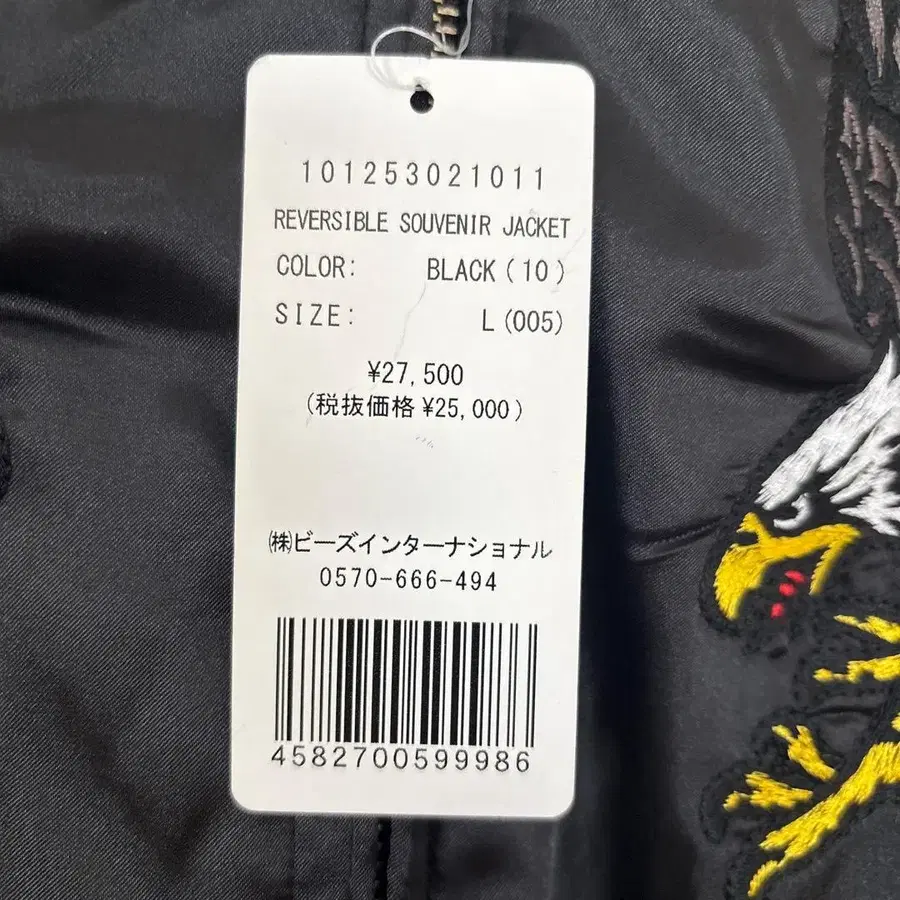 101253021011
REVERSIBLE SOUVENIR JACKET
COLOR: BLACK(10)
SIZE: L(005)
¥27,500
(税抜価格 ¥25,000)
㈱ビーズインターナショナル
0570-666-494
4582700599986